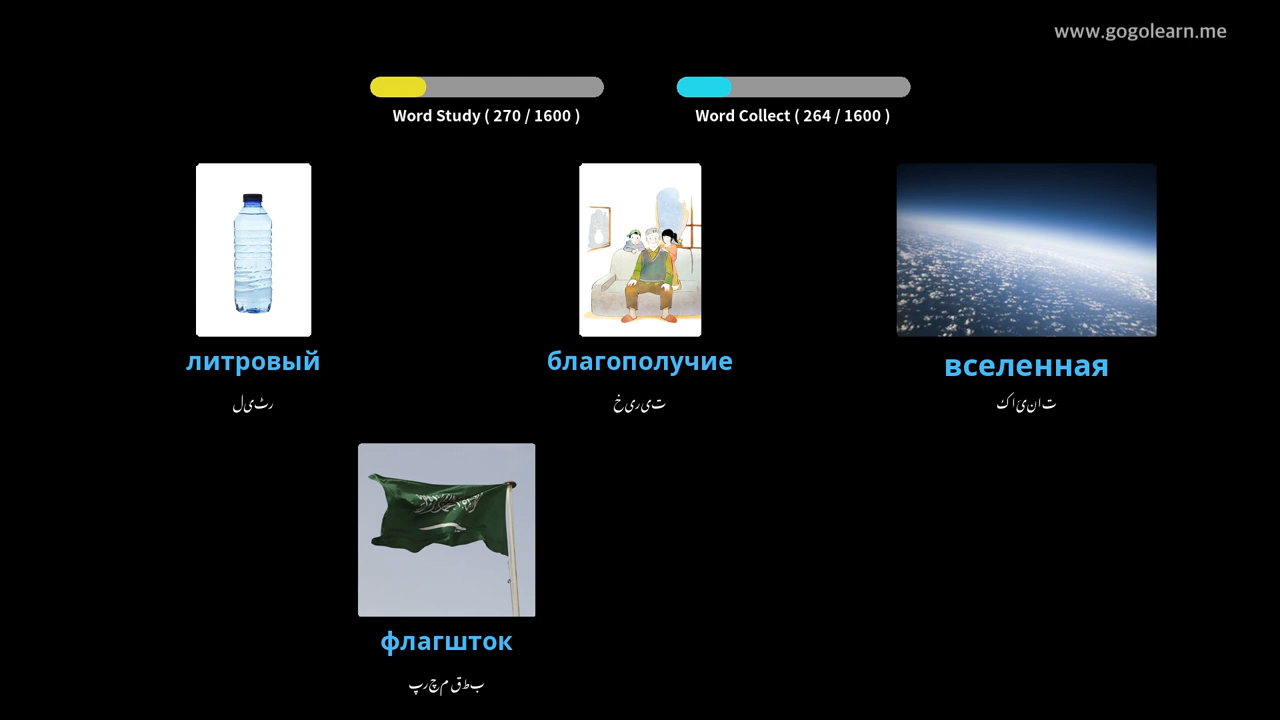 www.gogolearn.me
Word Study ( 270 / 1600 )
Word Collect ( 264 / 1600 )
литровый
لیٹر
благополучие
خیریت
вселенная
کائنات
флагшток
پرچم قطب